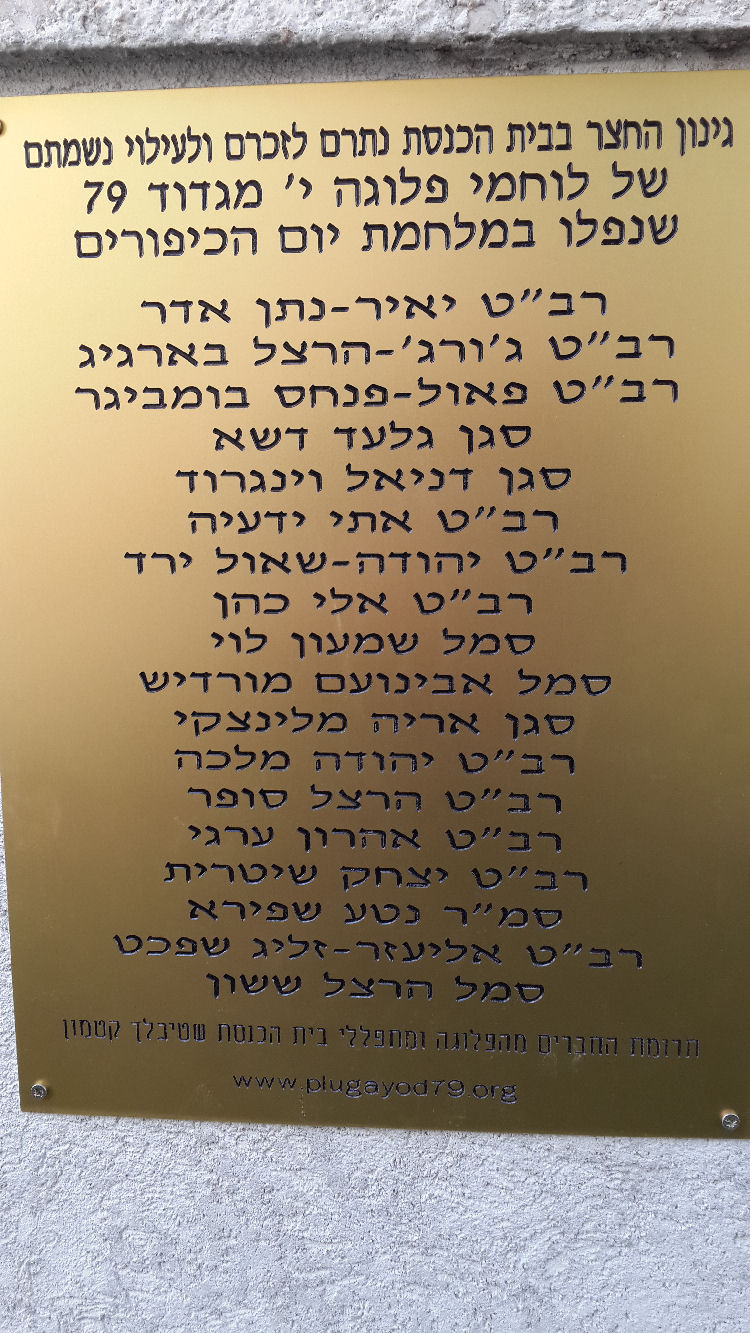 גינון החצר בבית הכנסת נתרם לזכרם ולעילוי נשמתם
של לוחמי פלוגה י' מגדוד 79
שנפלו במלחמת יום הכיפורים
רב"ט יאיר-נתן אדר
רב"ט ג'ורג'-הרצל בארגיג
רב"ט פאול-פנחס בומביגר
סגן גלעד דשא
סגן דניאל וינגרוד
רב"ט אתי ידעיה
רב"ט יהודה-שאול ירד
רב"ט אלי כהן
סמל שמעון לוי
סמל אבינועם מורדיש
סגן אריה מלינצקי
רב"ט יהודה מלכה
רב"ט הרצל סופר
רב"ט אהרון ערגי
רב"ט יצחק שיטרית
סמ"ר נטע שפירא
רב"ט אליעזר-זליג שפכט
סמל הרצל ששון
תרומת החברים מהפלוגה ומתפללי בית הכנסת שטיבלך קטמון
www.plugayod79.org